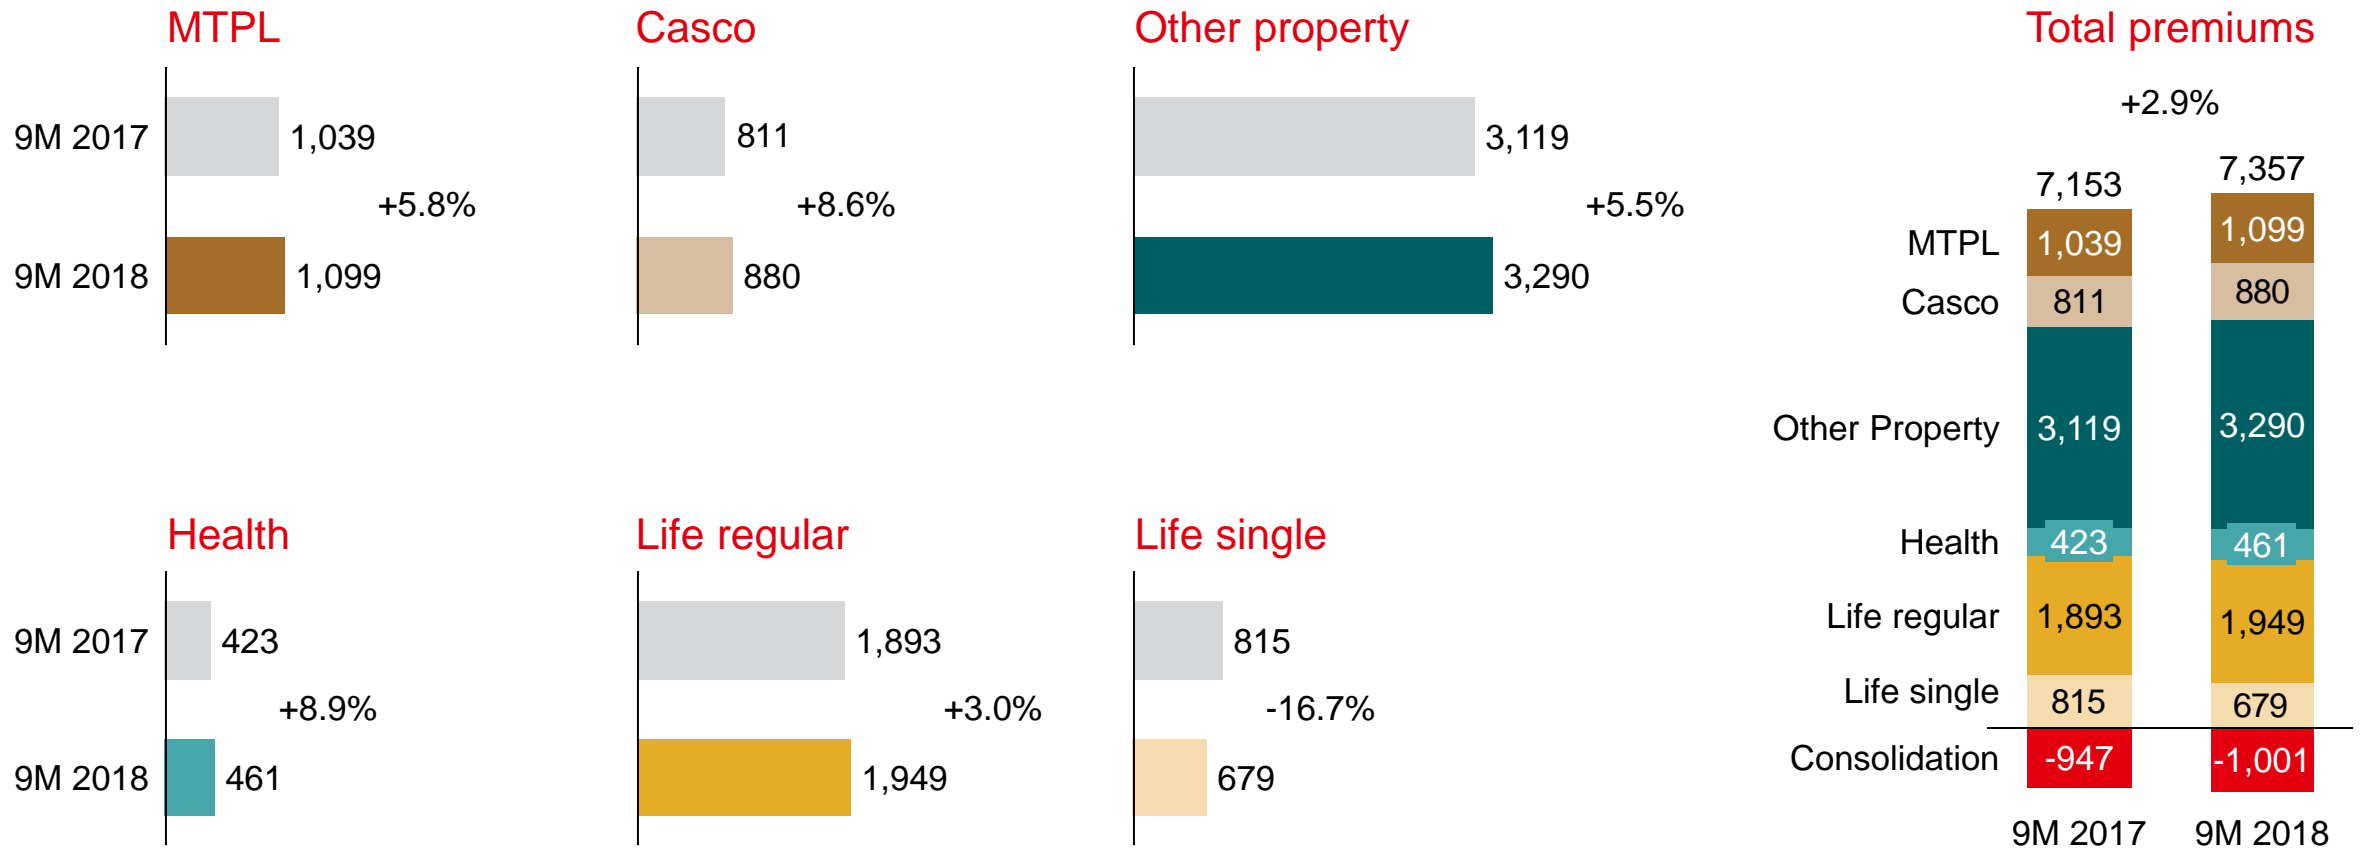 MTPL
9M 2017
1,039
+5.8%
9M 2018
1,099
Casco
811
+8.6%
880
Other property
3,119
+5.5%
3,290
Health
9M 2017
423
+8.9%
9M 2018
461
Life regular
1,893
+3.0%
1,949
Life single
815
-16.7%
679
Total premiums
+2.9%
7,153 7,357
MTPL 1,039 1,099
Casco 811 880
Other Property 3,119 3,290
Health 423 461
Life regular 1,893 1,949
Life single 815 679
Consolidation -947 -1,001
9M 2017 9M 2018